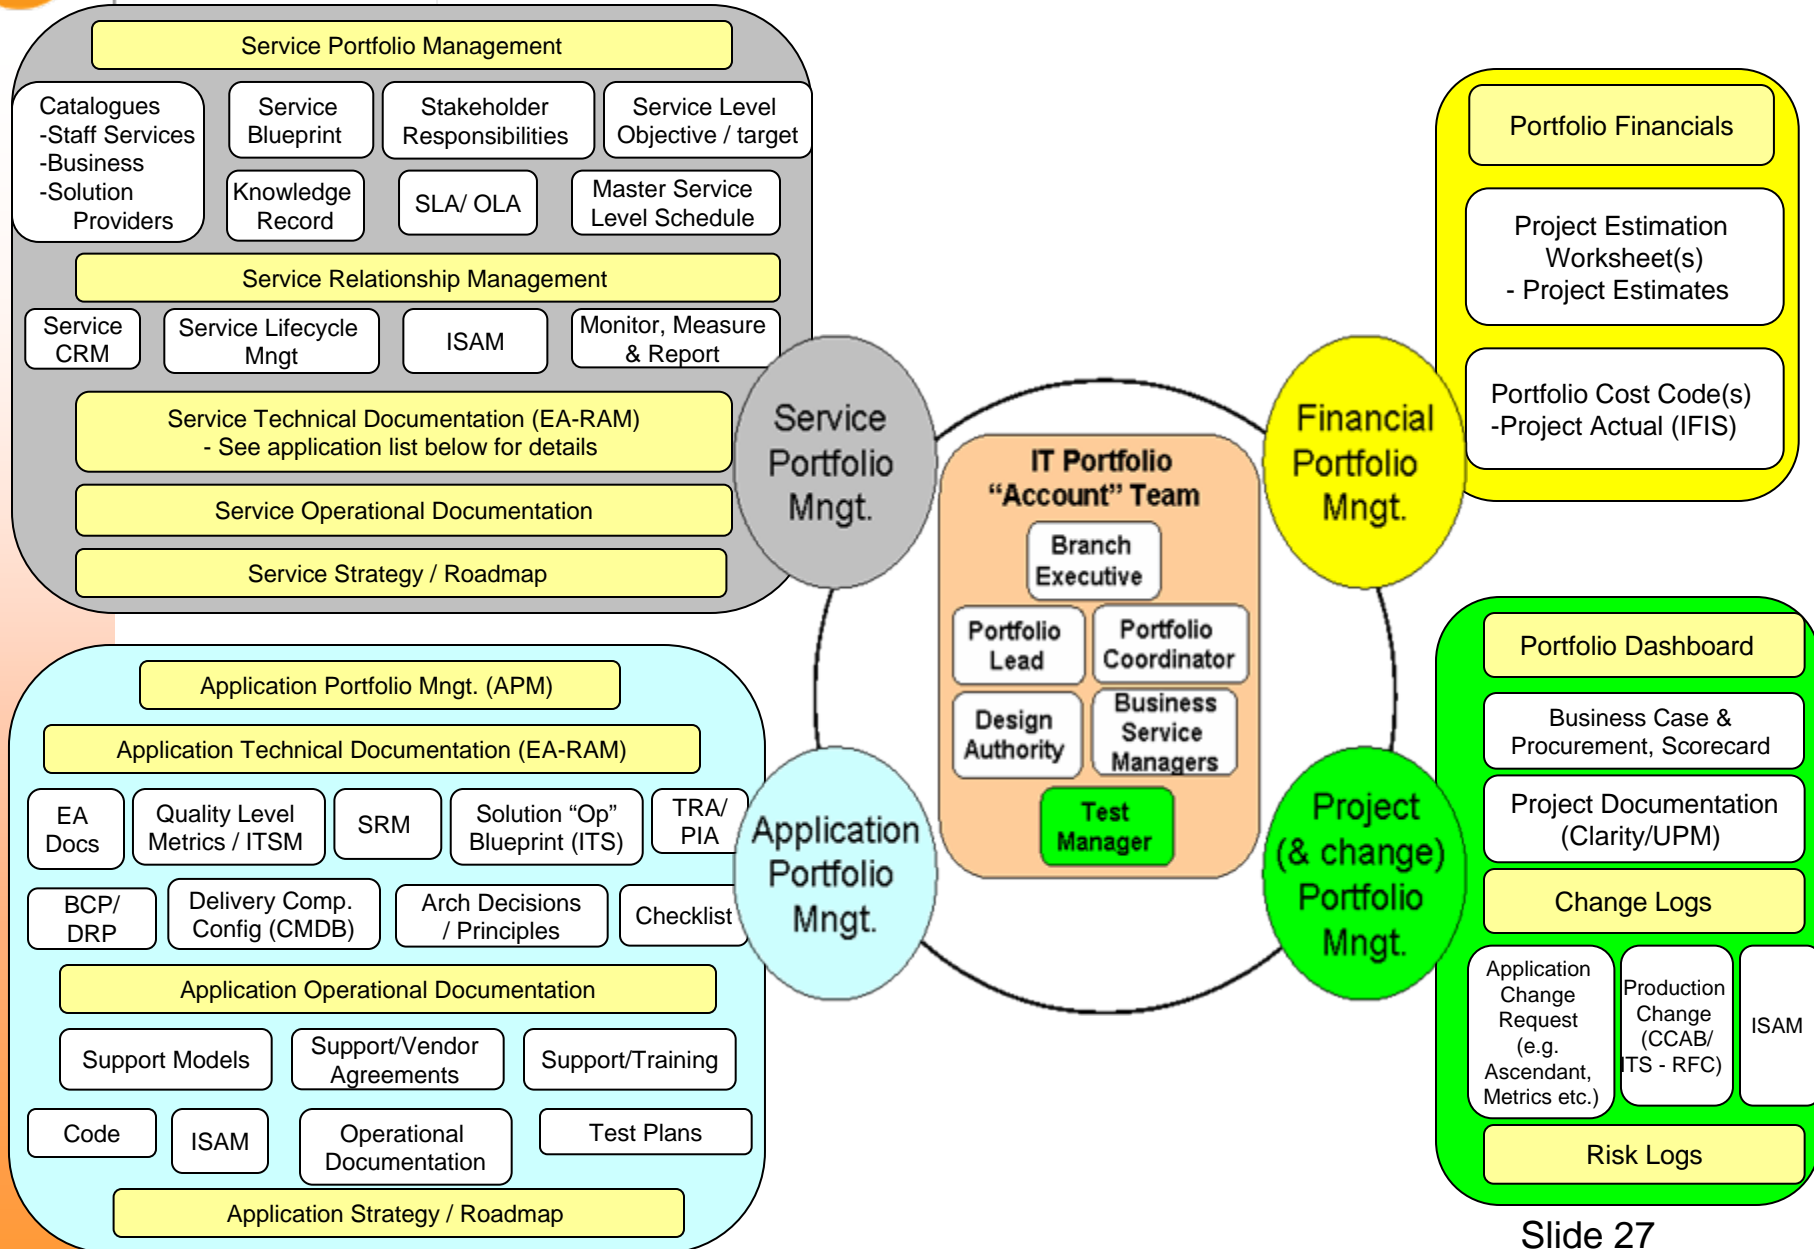 Service Portfolio Management
Catalogues
-Staff Services
-Business
-Solution
Providers
Service
Blueprint
Stakeholder
Responsibilities
Service Level
Objective / target
Knowledge
Record
SLA/ OLA
Master Service
Level Schedule
Service Relationship Management
Service
CRM
Service Lifecycle
Mngt
ISAM
Monitor, Measure
& Report
Service Technical Documentation (EA-RAM)
- See application list below for details
Service Operational Documentation
Service Strategy / Roadmap
Application Portfolio Mngt. (APM)
Application Technical Documentation (EA-RAM)
EA
Docs
Quality Level
Metrics / ITSM
SRM
Solution “Op”
Blueprint (ITS)
TRA/
PIA
BCP/
DRP
Delivery Comp.
Config (CMDB)
Arch Decisions
/ Principles
Checklist
Application Operational Documentation
Support Models
Support/Vendor
Agreements
Support/Training
Code
ISAM
Operational
Documentation
Test Plans
Application Strategy / Roadmap
Service
Portfolio
Mngt.
Financial
Portfolio
Mngt.
Application
Portfolio
Mngt.
Project
(& change)
Portfolio
Mngt.
IT Portfolio
“Account” Team
Branch
Executive
Portfolio
Lead
Portfolio
Coordinator
Design
Authority
Business
Service
Managers
Test
Manager
Portfolio Financials
Project Estimation
Worksheet(s)
- Project Estimates
Portfolio Cost Code(s)
-Project Actual (IFIS)
Portfolio Dashboard
Business Case &
Procurement, Scorecard
Project Documentation
(Clarity/UPM)
Change Logs
Application
Change
Request
(e.g.
Ascendant,
Metrics etc.)
Production
Change
(CCAB/
ITS - RFC)
ISAM
Risk Logs
Slide 27